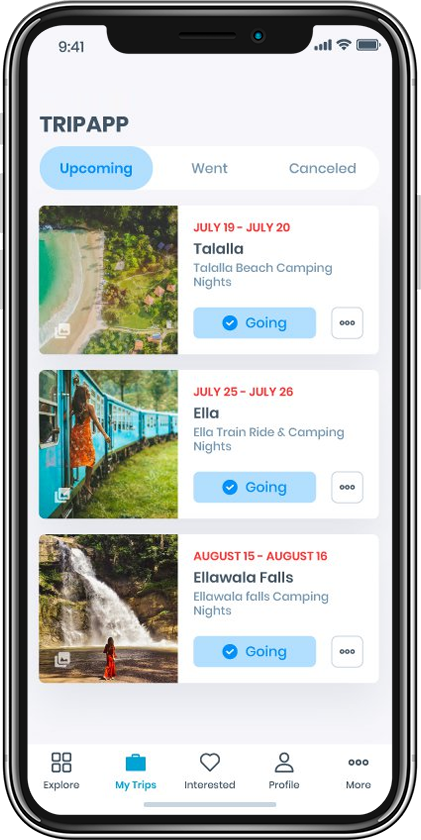 9:41
TRIPAPP
Upcoming
Went
Canceled
JULY 19 - JULY 20
Talalla
Talalla Beach Camping
Nights
Going
JULY 25 - JULY 26
Ella
Ella Train Ride & Camping
Nights
Going
AUGUST 15 - AUGUST 16
Ellawala Falls
Ellawala falls Camping
Nights
Going
Explore
My Trips
Interested
Profile
More